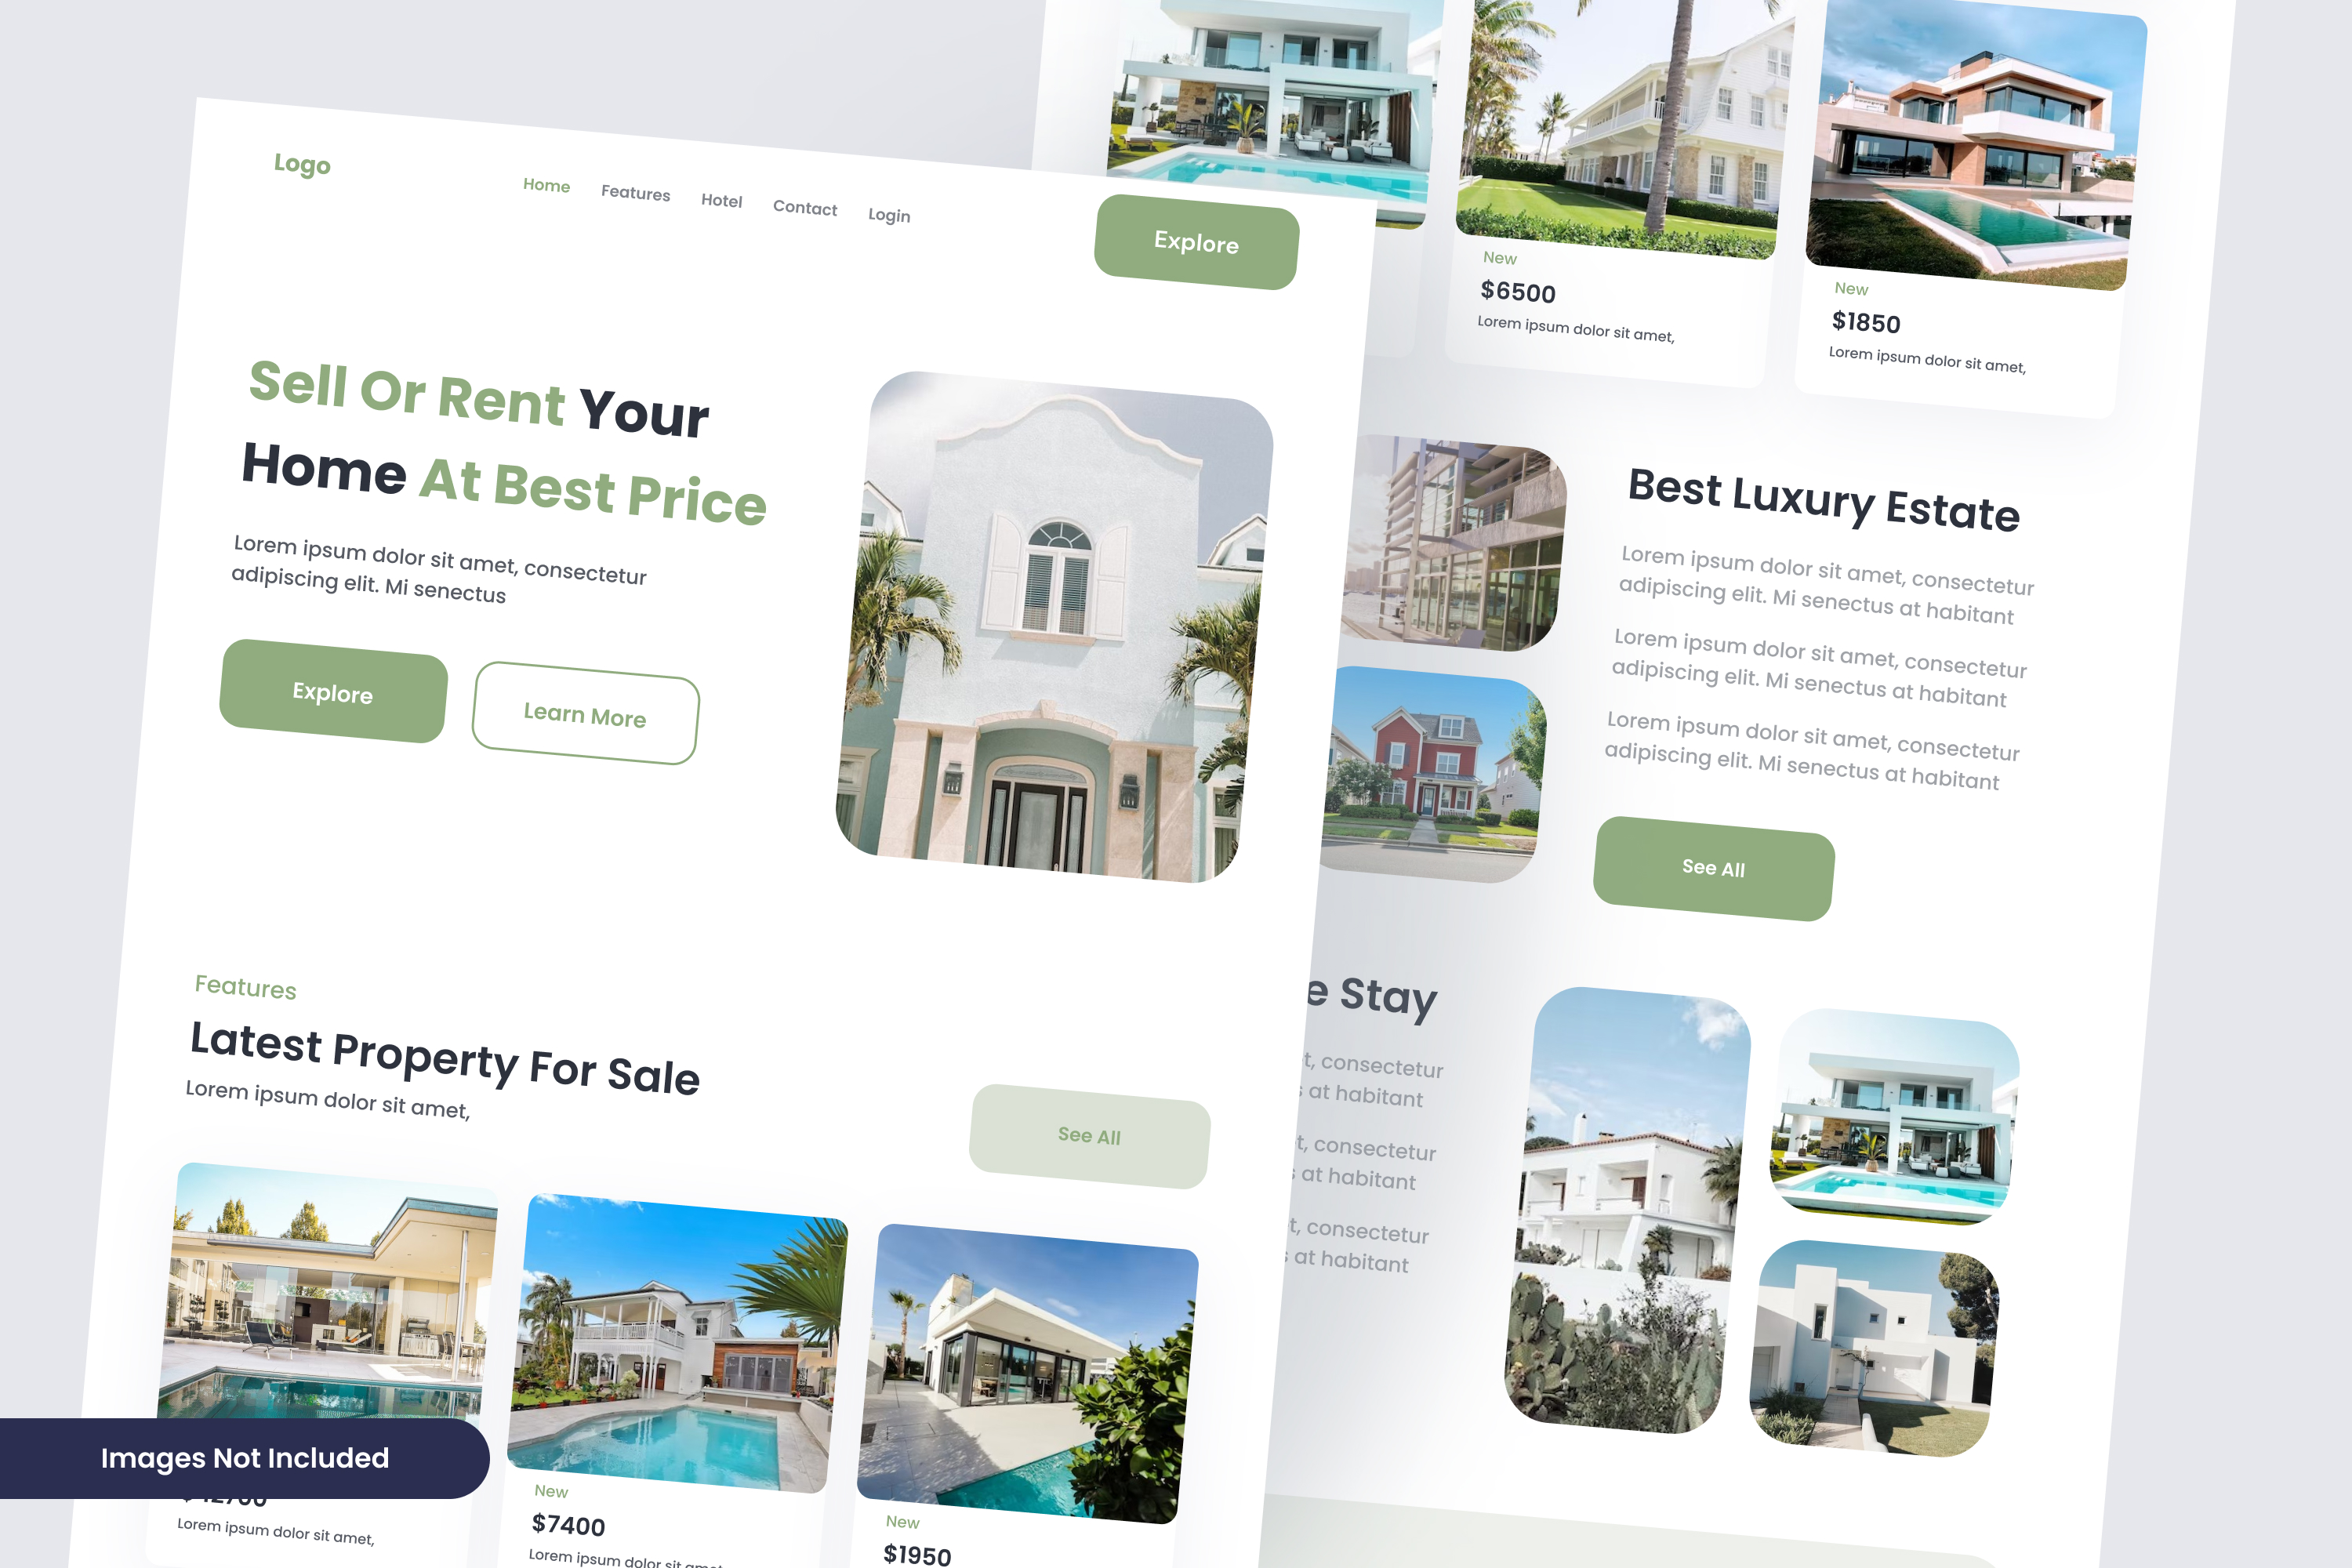 Logo
Home Features Hotel Contact Login
Explore
Sell Or Rent Your
Home At Best Price
Lorem ipsum dolor sit amet, consectetur
adipiscing elit. Mi senectus
Explore
Learn More
Features
Latest Property For Sale
Lorem ipsum dolor sit amet,
See All
Images Not Included
Lorem ipsum dolor sit amet,
New
$7400
Lorem ipsum dolor sit amet,
New
$1950
New
$6500
Lorem ipsum dolor sit amet,
New
$1850
Lorem ipsum dolor sit amet,
Best Luxury Estate
Lorem ipsum dolor sit amet, consectetur
adipiscing elit. Mi senectus at habitant
Lorem ipsum dolor sit amet, consectetur
adipiscing elit. Mi senectus at habitant
Lorem ipsum dolor sit amet, consectetur
adipiscing elit. Mi senectus at habitant
See All
e Stay
t, consectetur
s at habitant
t, consectetur
s at habitant
t, consectetur
s at habitant